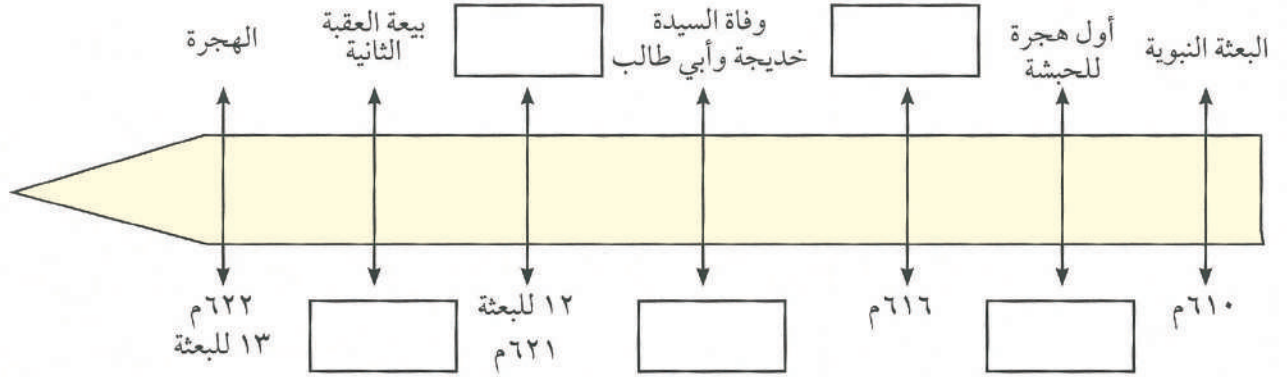 البعثة النبوية
أول هجرة
للحبشة
وفاة السيدة
خديجة وأبي طالب
بيعة العقبة
الثانية
الهجرة
٦١٠م
٦١٦م
١٢ للبعثة
٦٢١م
٦٢٢م
١٣ للبعثة